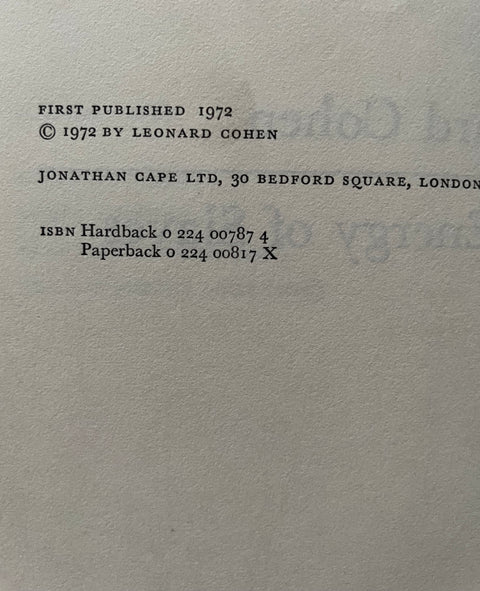 FIRST PUBLISHED 1972
© 1972 BY LEONARD COHEN
JONATHAN CAPE LTD, 30 BEDFORD SQUARE, LONDON
ISBN Hardback 0 224 00787 4
Paperback 0 224 00817 X